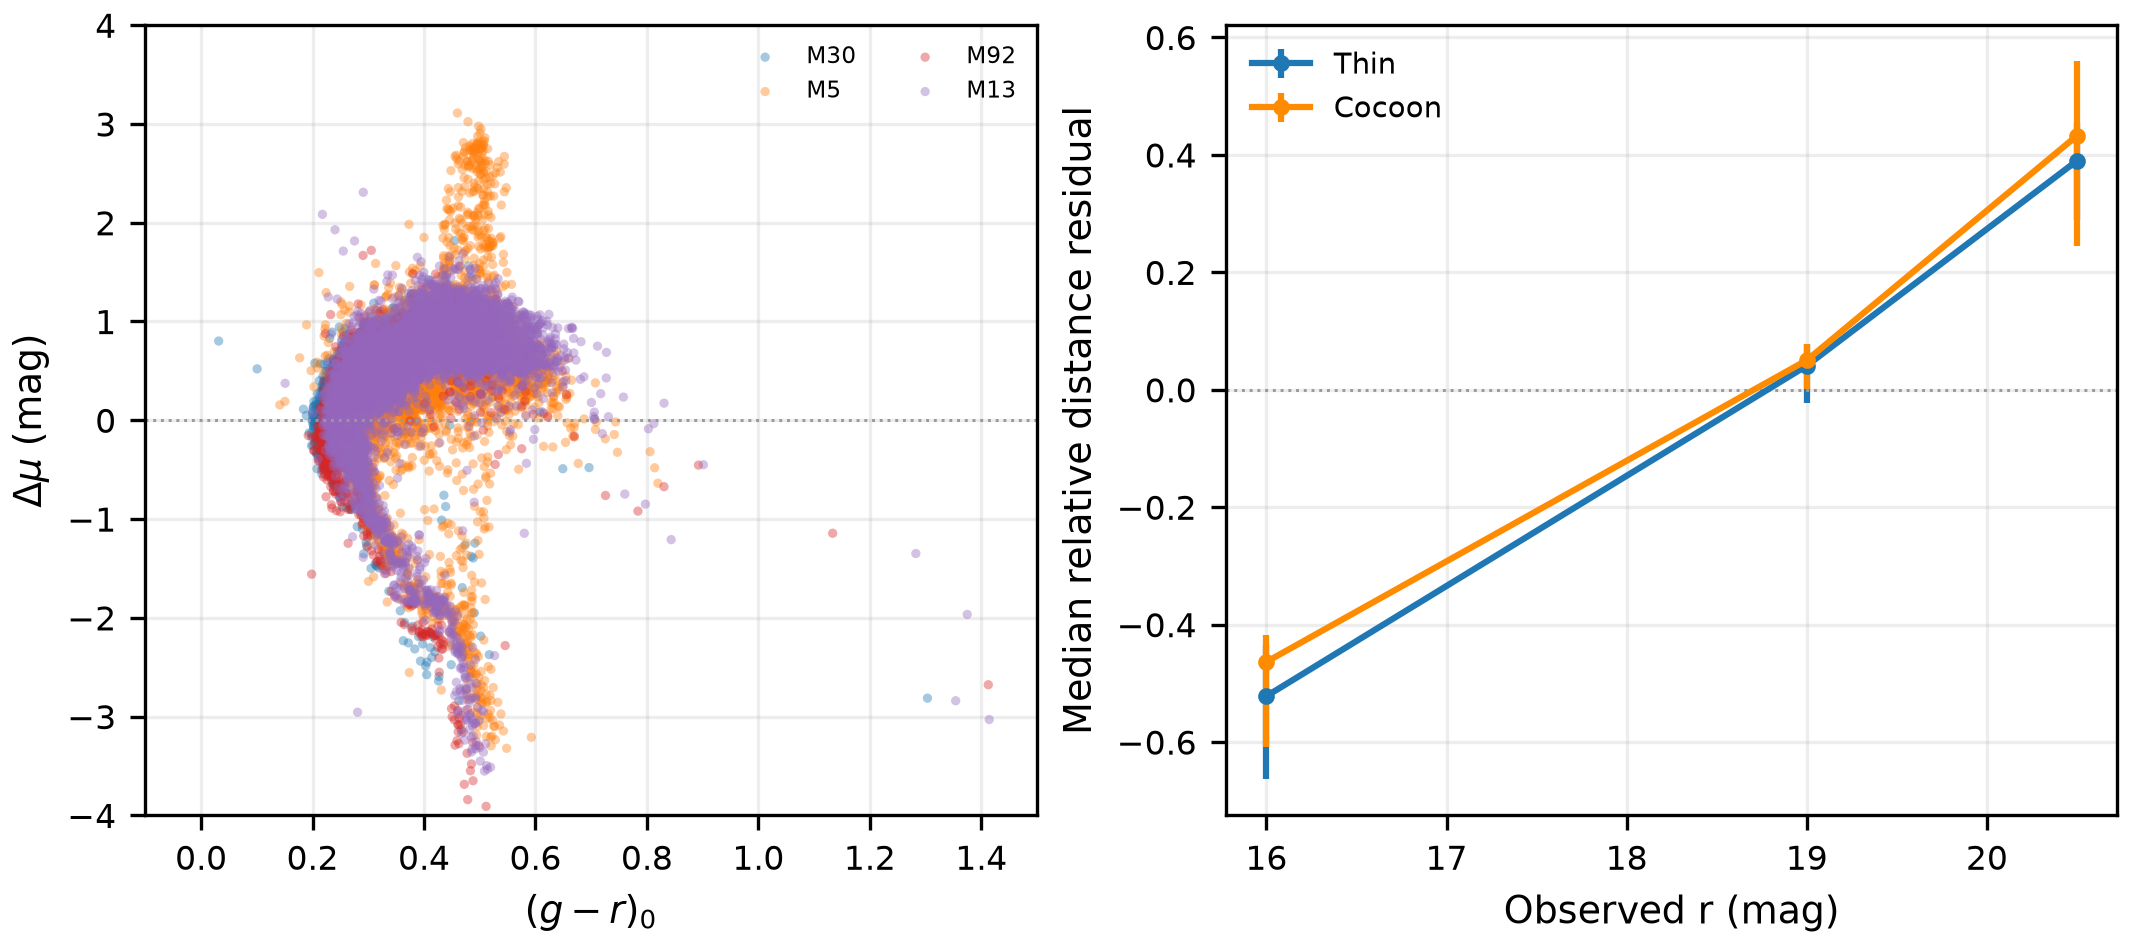 4
3
2
1
0
−1
−2
−3
−4
Δμ (mag)
M30
M5
M92
M13
0.0 0.2 0.4 0.6 0.8 1.0 1.2 1.4
(g − r)₀
0.6
0.4
0.2
0.0
−0.2
−0.4
−0.6
Median relative distance residual
Thin
Cocoon
16 17 18 19 20
Observed r (mag)